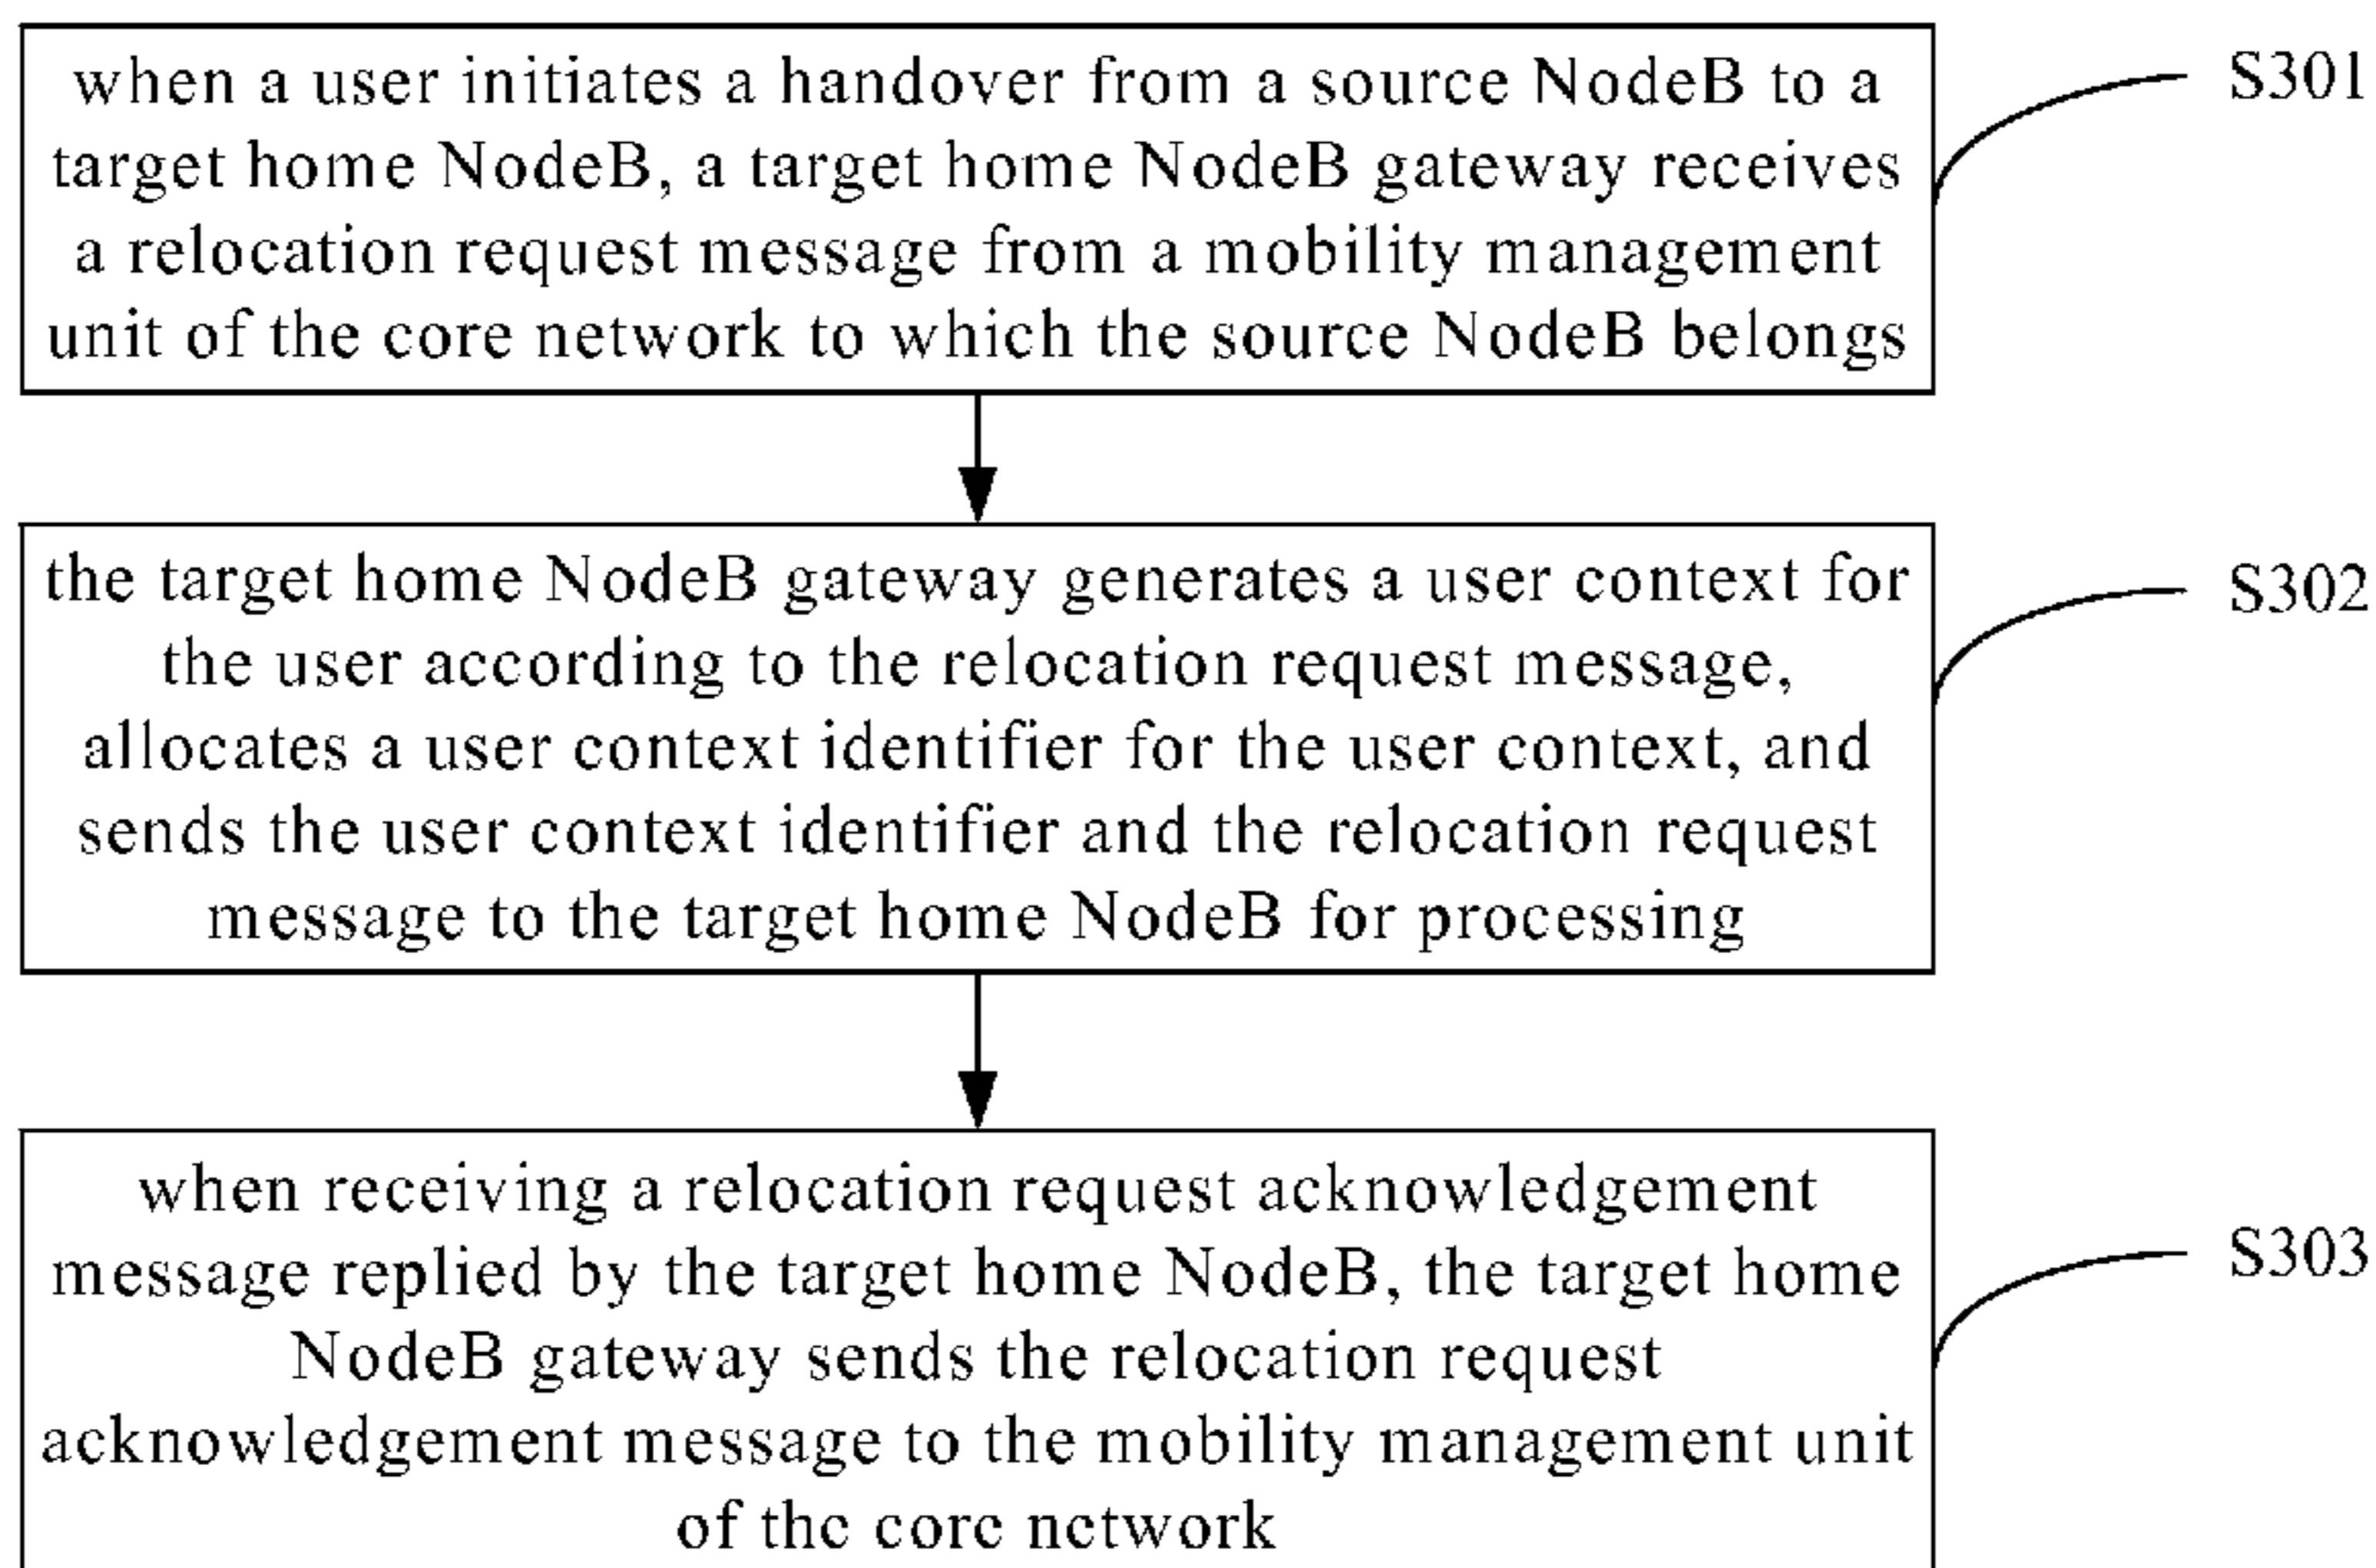 when a user initiates a handover from a source NodeB to a
target home NodeB, a target home NodeB gateway receives
a relocation request message from a mobility management
unit of the core network to which the source NodeB belongs
S301
the target home NodeB gateway generates a user context for
the user according to the relocation request message,
allocates a user context identifier for the user context, and
sends the user context identifier and the relocation request
message to the target home NodeB for processing
S302
when receiving a relocation request acknowledgement
message replied by the target home NodeB, the target home
NodeB gateway sends the relocation request
acknowledgement message to the mobility management unit
of the core network
S303